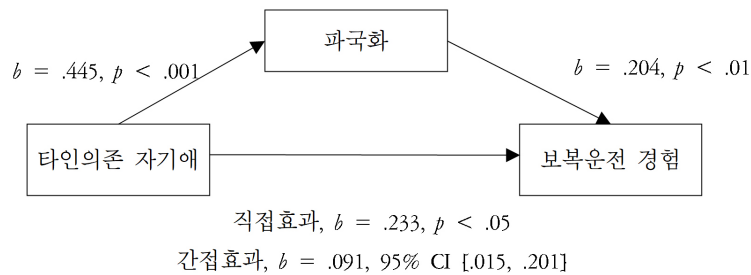 파국화
b = .445, p < .001
b = .204, p < .01
타인의존 자기애
보복운전 경험
직접효과, b = .233, p < .05
간접효과, b = .091, 95% CI [.015, .201]